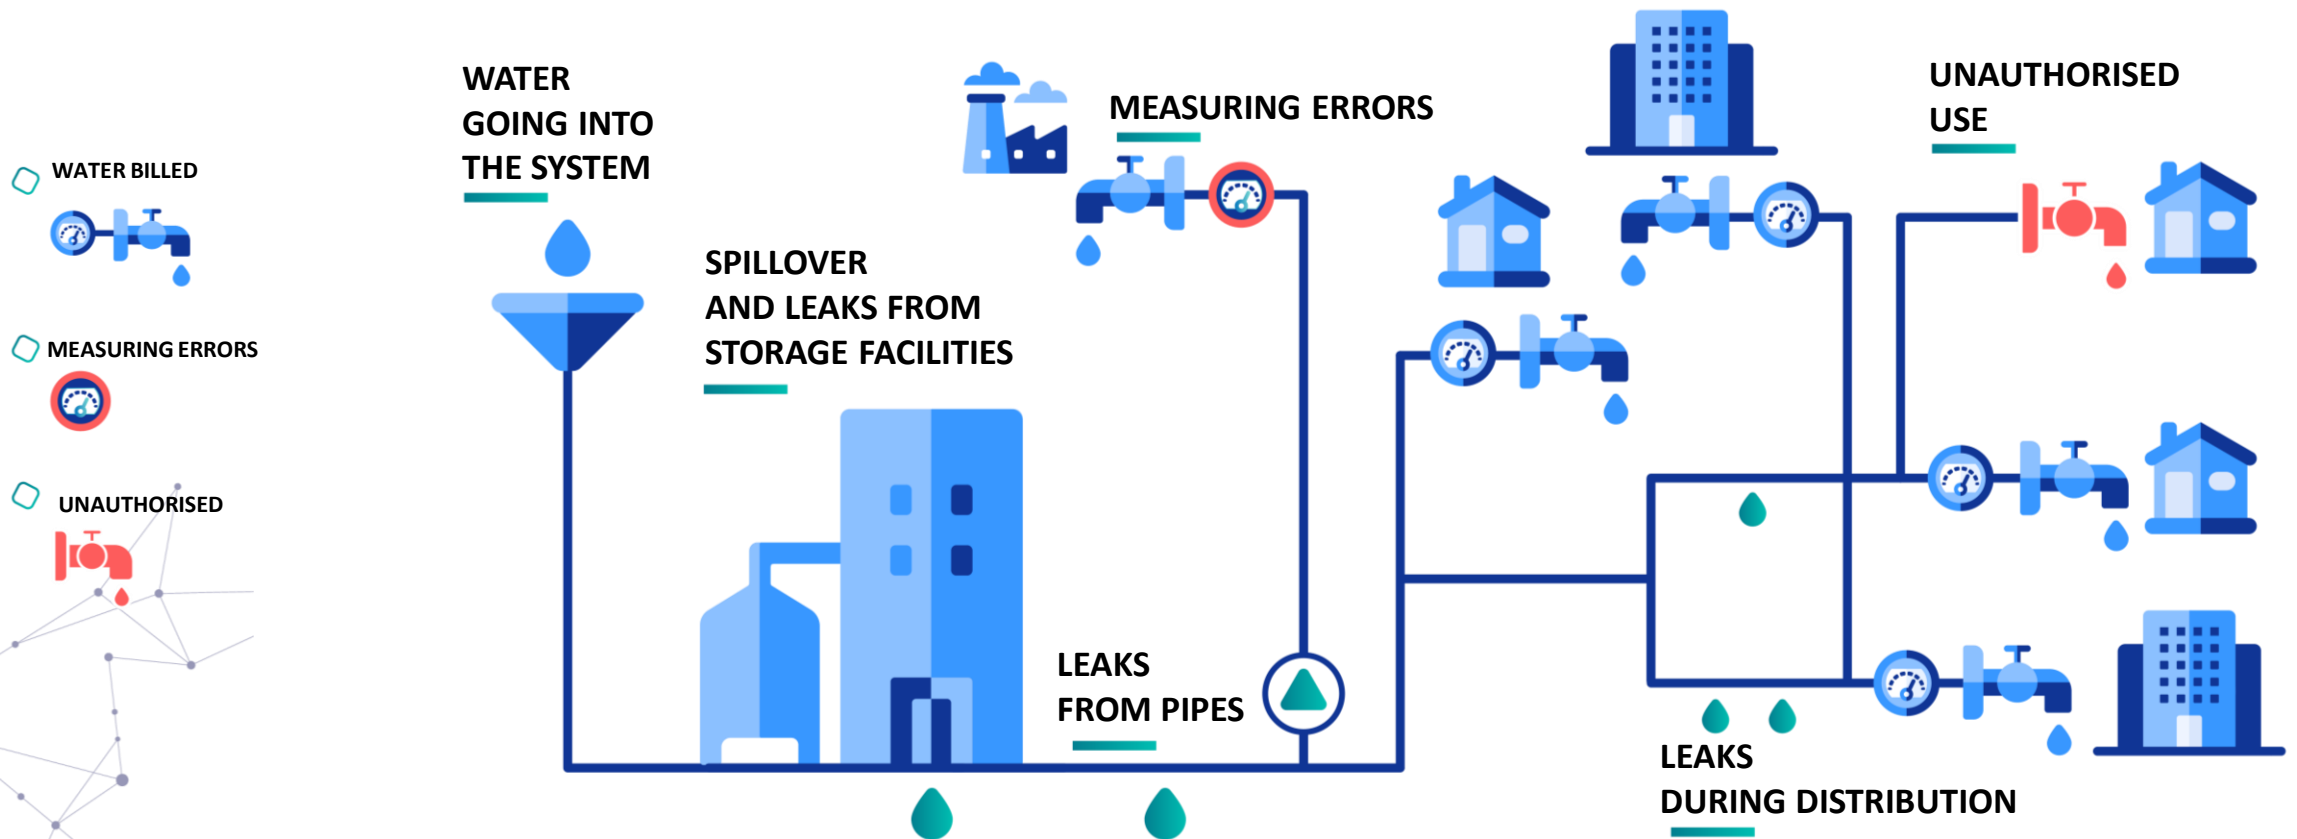 WATER BILLED
MEASURING ERRORS
UNAUTHORISED
WATER
GOING INTO
THE SYSTEM
SPILLOVER
AND LEAKS FROM
STORAGE FACILITIES
MEASURING ERRORS
LEAKS
FROM PIPES
UNAUTHORISED
USE
LEAKS
DURING DISTRIBUTION